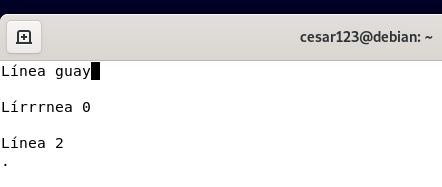 cesar123@debian: ~
Línea guay
Lírrrnea 0
Línea 2
.